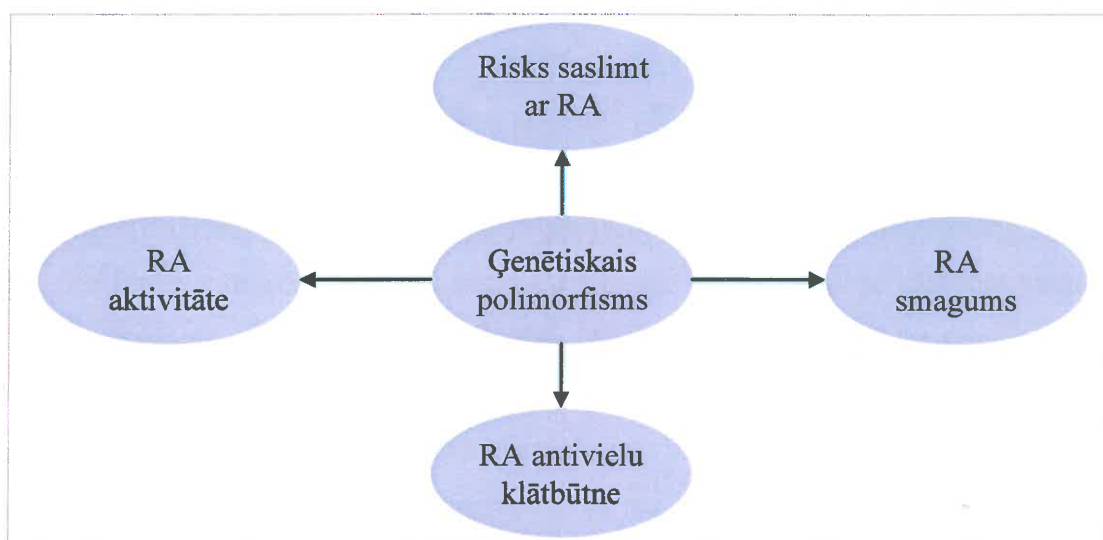 Risks saslimt
ar RA
RA
aktivitāte
Ģenētiskais
polimorfisms
RA
smagums
RA antivielu
klātbūtne